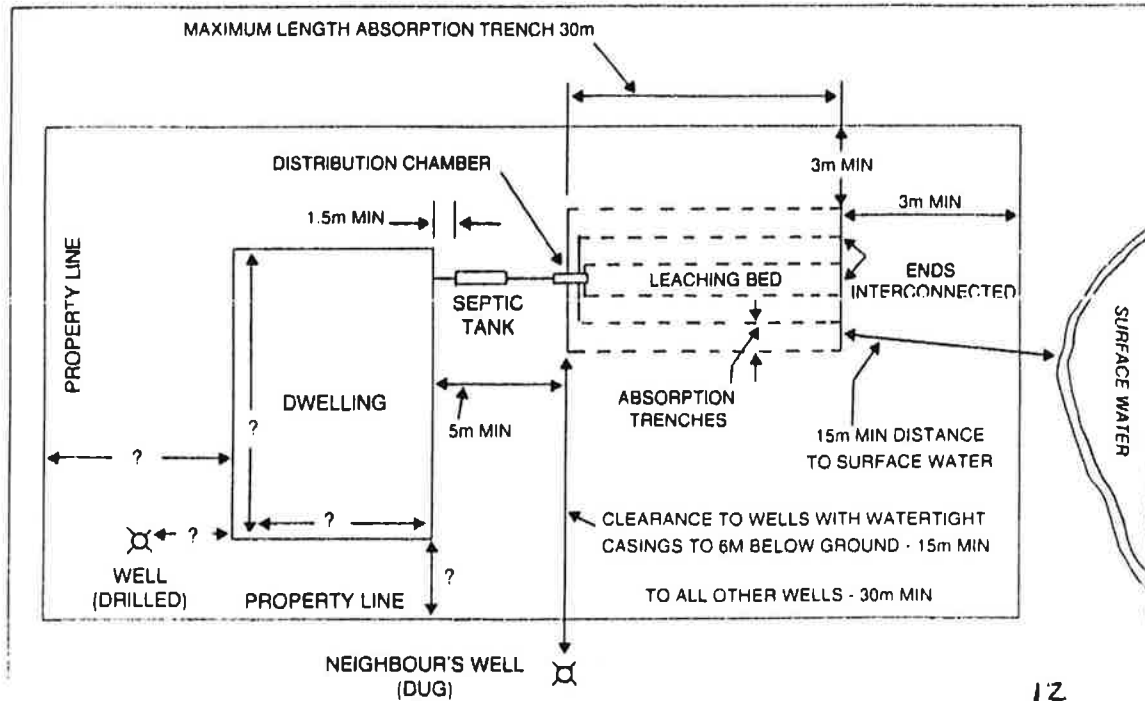 MAXIMUM LENGTH ABSORPTION TRENCH 30m
DISTRIBUTION CHAMBER
3m MIN
3m MIN
1.5m MIN
PROPERTY LINE
SEPTIC
TANK
LEACHING BED
ENDS
INTERCONNECTED
SURFACE WATER
DWELLING
?
?
5m MIN
ABSORPTION
TRENCHES
15m MIN DISTANCE
TO SURFACE WATER
?
?
?
WELL
(DRILLED)
PROPERTY LINE
CLEARANCE TO WELLS WITH WATERTIGHT
CASINGS TO 6M BELOW GROUND - 15m MIN
TO ALL OTHER WELLS - 30m MIN
NEIGHBOUR'S WELL
(DUG)
12